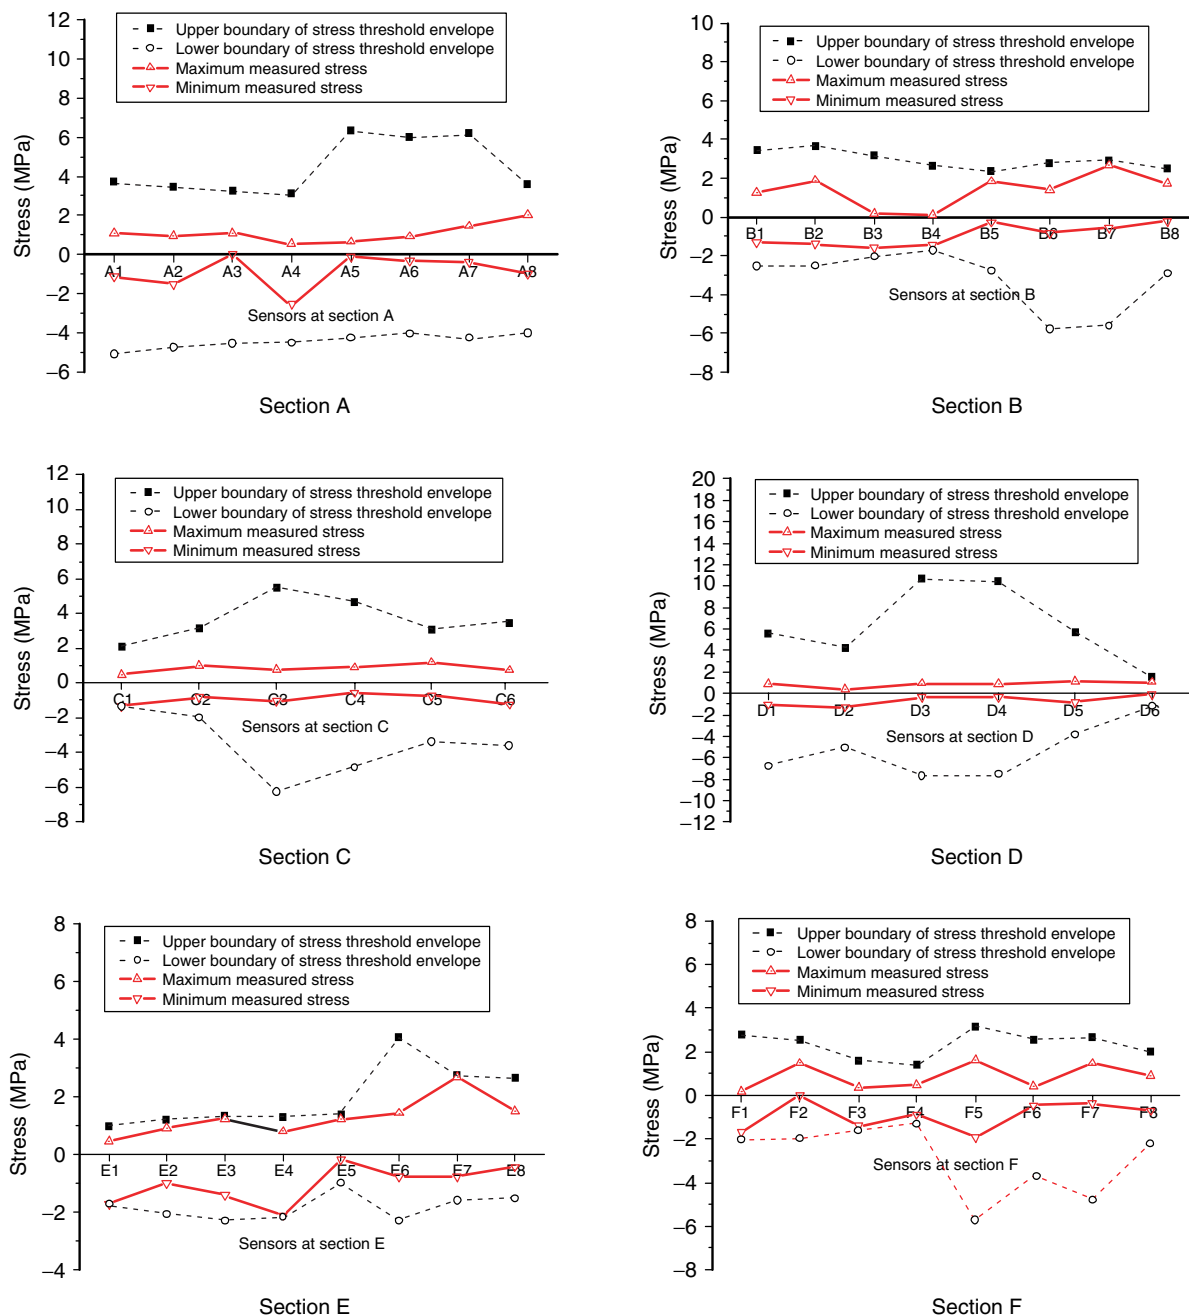 12
10
8
6
4
2
0
−2
−4
−6
Stress (MPa)
Upper boundary of stress threshold envelope
Lower boundary of stress threshold envelope
Maximum measured stress
Minimum measured stress
A1 A2 A3 A4 A5 A6 A7 A8
Sensors at section A
Section A
10
8
6
4
2
0
−2
−4
−6
−8
Stress (MPa)
Upper boundary of stress threshold envelope
Lower boundary of stress threshold envelope
Maximum measured stress
Minimum measured stress
B1 B2 B3 B4 B5 B6 B7 B8
Sensors at section B
Section B
12
10
8
6
4
2
0
−2
−4
−6
−8
Stress (MPa)
Upper boundary of stress threshold envelope
Lower boundary of stress threshold envelope
Maximum measured stress
Minimum measured stress
C1 C2 C3 C4 C5 C6
Sensors at section C
Section C
20
18
16
14
12
10
8
6
4
2
0
−2
−4
−6
−8
−10
−12
Stress (MPa)
Upper boundary of stress threshold envelope
Lower boundary of stress threshold envelope
Maximum measured stress
Minimum measured stress
D1 D2 D3 D4 D5 D6
Sensors at section D
Section D
8
6
4
2
0
−2
−4
Stress (MPa)
Upper boundary of stress threshold envelope
Lower boundary of stress threshold envelope
Maximum measured stress
Minimum measured stress
E1 E2 E3 E4 E5 E6 E7 E8
Sensors at section E
Section E
8
6
4
2
0
−2
−4
−6
−8
Stress (MPa)
Upper boundary of stress threshold envelope
Lower boundary of stress threshold envelope
Maximum measured stress
Minimum measured stress
F1 F2 F3 F4 F5 F6 F7 F8
Sensors at section F
Section F